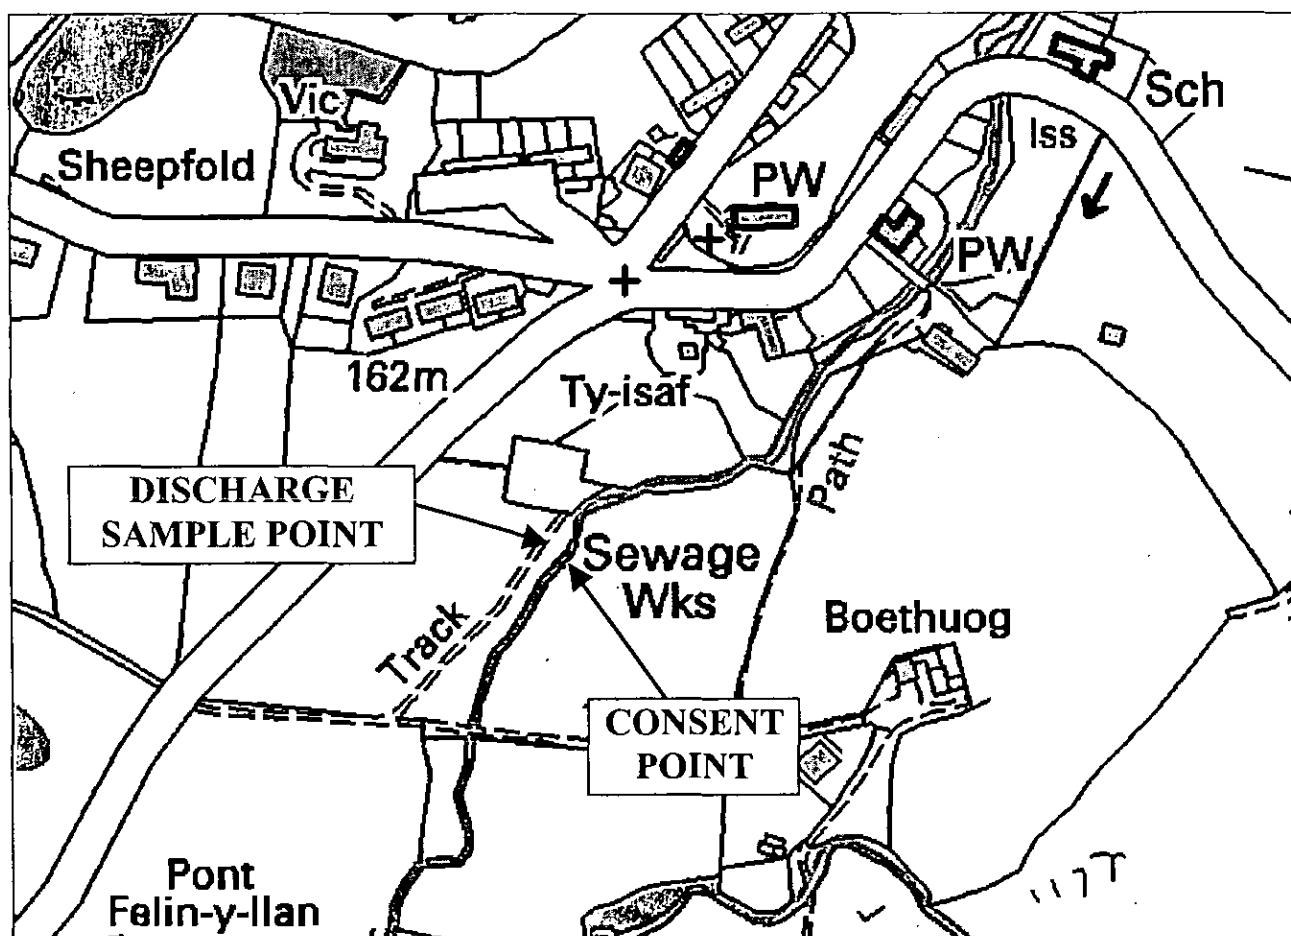 Vic
Sch
Iss
Sheepfold
PW
PW
162m
Ty-isaf
Path
DISCHARGE
SAMPLE POINT
Sewage
Wks
Track
Boethuog
CONSENT
POINT
Pont
Felin-y-llan